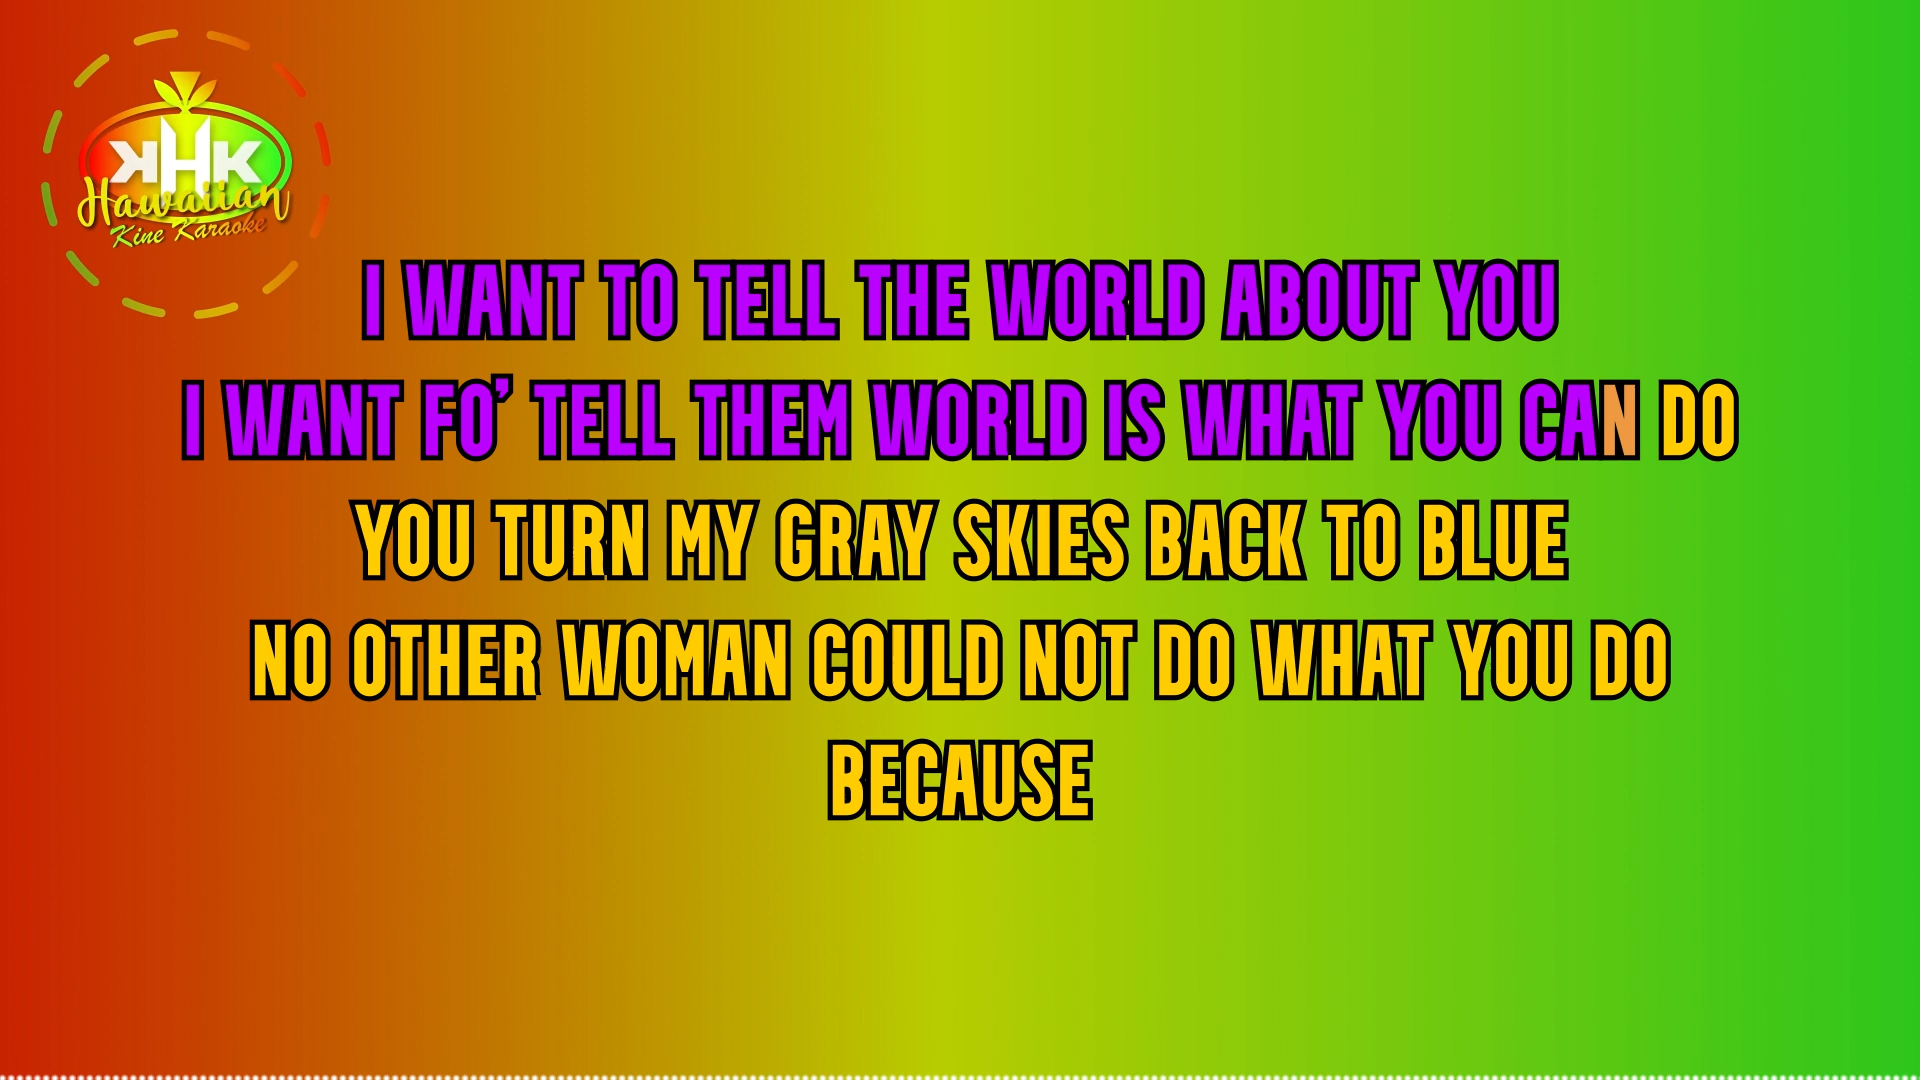 KHK
Hawaiian
Kine Karaoke
I WANT TO TELL THE WORLD ABOUT YOU
I WANT FO' TELL THEM WORLD IS WHAT YOU CAN DO
YOU TURN MY GRAY SKIES BACK TO BLUE
NO OTHER WOMAN COULD NOT DO WHAT YOU DO
BECAUSE